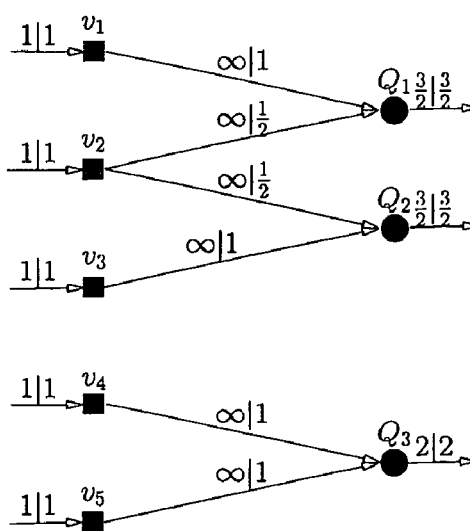 1|1 v₁
∞|1
Q₁ 3/2|3/2
∞|1/2
1|1 v₂
∞|1/2
Q₂ 3/2|3/2
∞|1
1|1 v₃
1|1 v₄
∞|1
Q₃ 2|2
∞|1
1|1 v₅